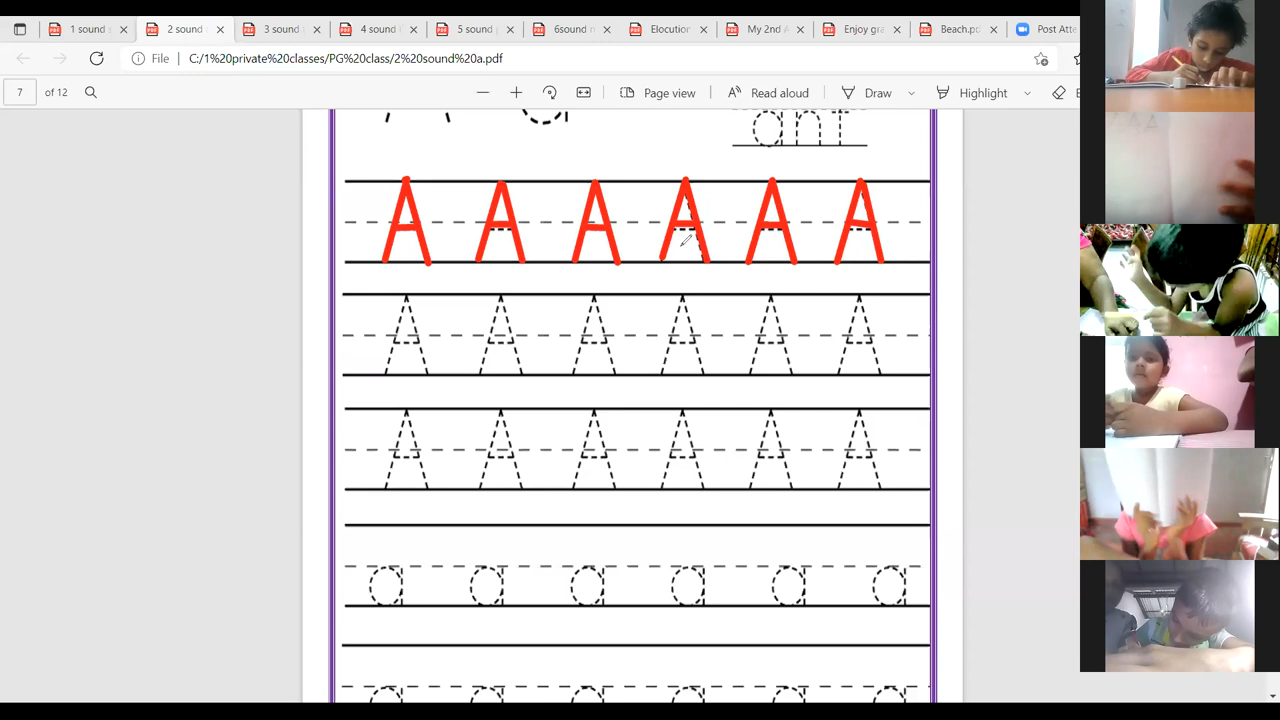 1 sound s
2 sound
3 sound
4 sound
5 sound
6sound n
Elocution
My 2nd A
Enjoy gra
Beach.pd
Post Atte
File
C:/1%20private%20classes/PG%20class/2%20sound%20a.pdf
7 of 12
Page view
Read aloud
Draw
Highlight
A a
ant
A A A A A A
A A A A A A
A A A A A A
a a a a a a
a a a a a a